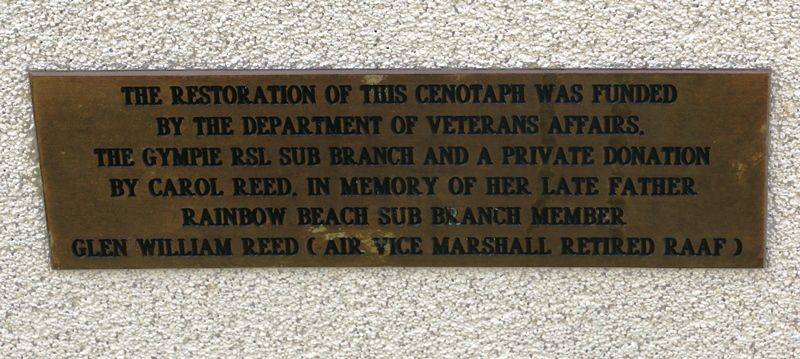 THE RESTORATION OF THIS CENOTAPH WAS FUNDED
BY THE DEPARTMENT OF VETERANS AFFAIRS.
THE GYMPIE RSL SUB BRANCH AND A PRIVATE DONATION
BY CAROL REED. IN MEMORY OF HER LATE FATHER
RAINBOW BEACH SUB BRANCH MEMBER
GLEN WILLIAM REED ( AIR VICE MARSHALL RETIRED RAAF )